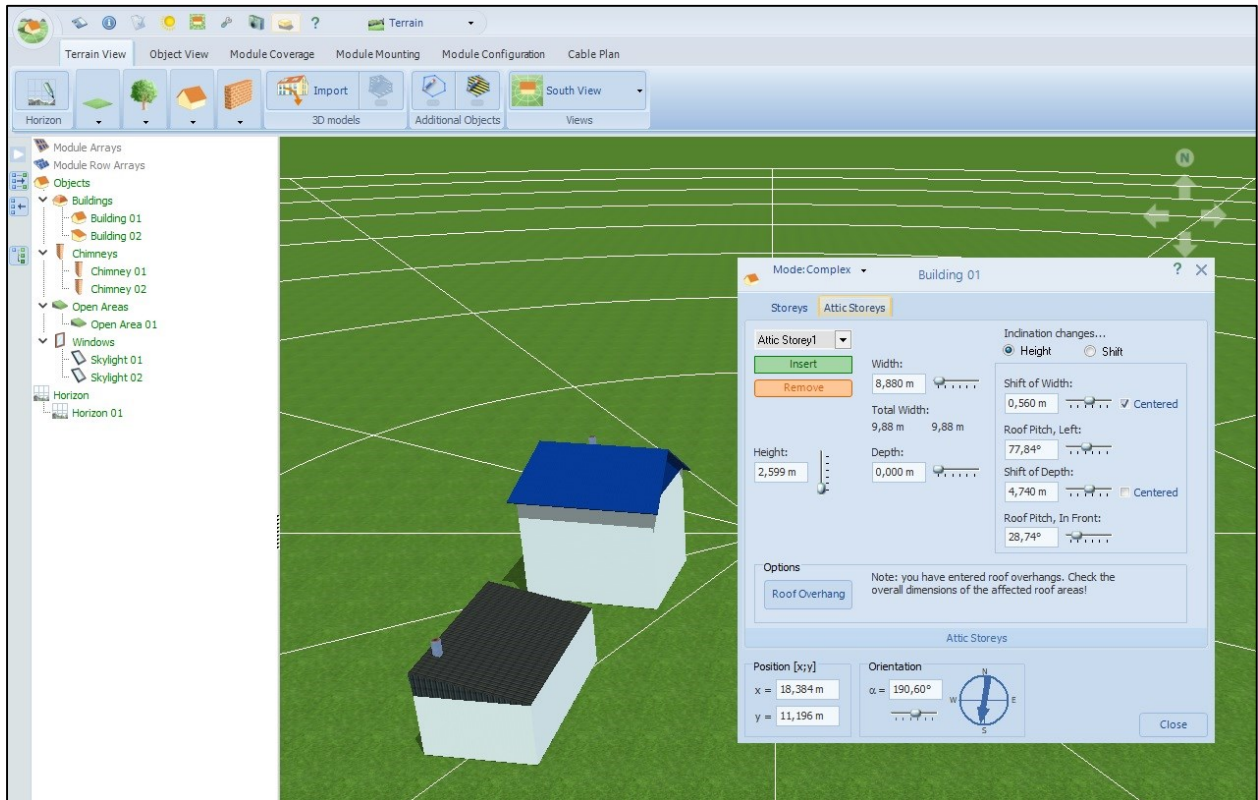 ? Terrain
Terrain View Object View Module Coverage Module Mounting Module Configuration Cable Plan
Import South View
Horizon 3D models Additional Objects Views
Module Arrays
Module Row Arrays
Objects
Buildings
Building 01
Building 02
Chimneys
Chimney 01
Chimney 02
Open Areas
Open Area 01
Windows
Skylight 01
Skylight 02
Horizon
Horizon 01
N
Mode: Complex Building 01 ?
Storeys Attic Storeys
Attic Storey1
Insert
Remove
Height:
2,599 m
Width:
8,880 m
Total Width:
9,88 m 9,88 m
Depth:
0,000 m
Inclination changes...
Height Shift
Shift of Width:
0,560 m Centered
Roof Pitch, Left:
77,84°
Shift of Depth:
4,740 m Centered
Roof Pitch, In Front:
28,74°
Options
Roof Overhang
Note: you have entered roof overhangs. Check the
overall dimensions of the affected roof areas!
Attic Storeys
Position [x;y]
x = 18,384 m
y = 11,196 m
Orientation
α = 190,60°
N
W E
S
Close